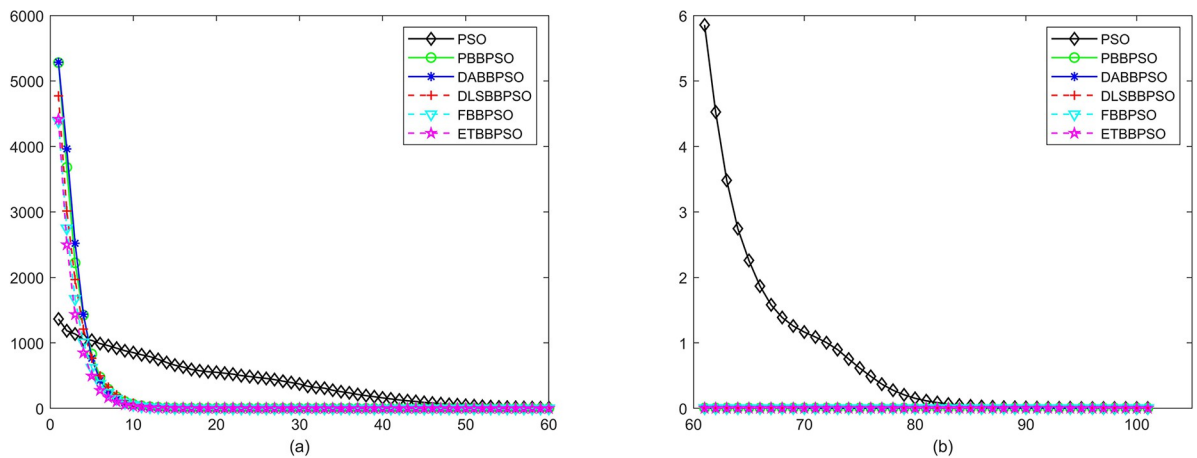 6000
5000
4000
3000
2000
1000
0
0 10 20 30 40 50 60
PSO
PBBPSO
DABBPSO
DLSBBPSO
FBBPSO
ETBBPSO
(a)
6
5
4
3
2
1
0
60 70 80 90 100
PSO
PBBPSO
DABBPSO
DLSBBPSO
FBBPSO
ETBBPSO
(b)